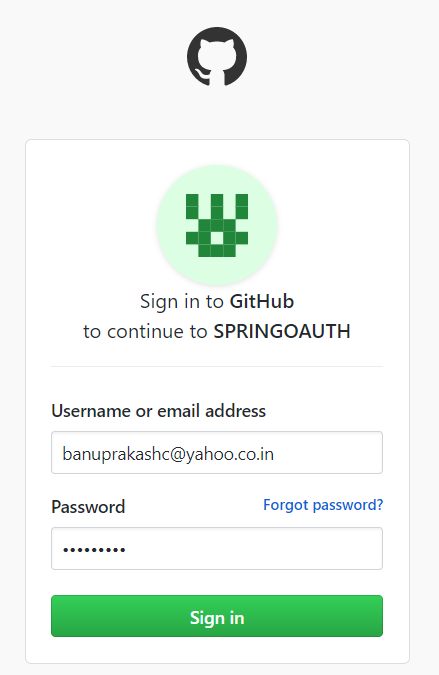 Sign in to GitHub
to continue to SPRINGOAUTH
Username or email address
banuprakashc@yahoo.co.in
Password Forgot password?
•••••••••
Sign in